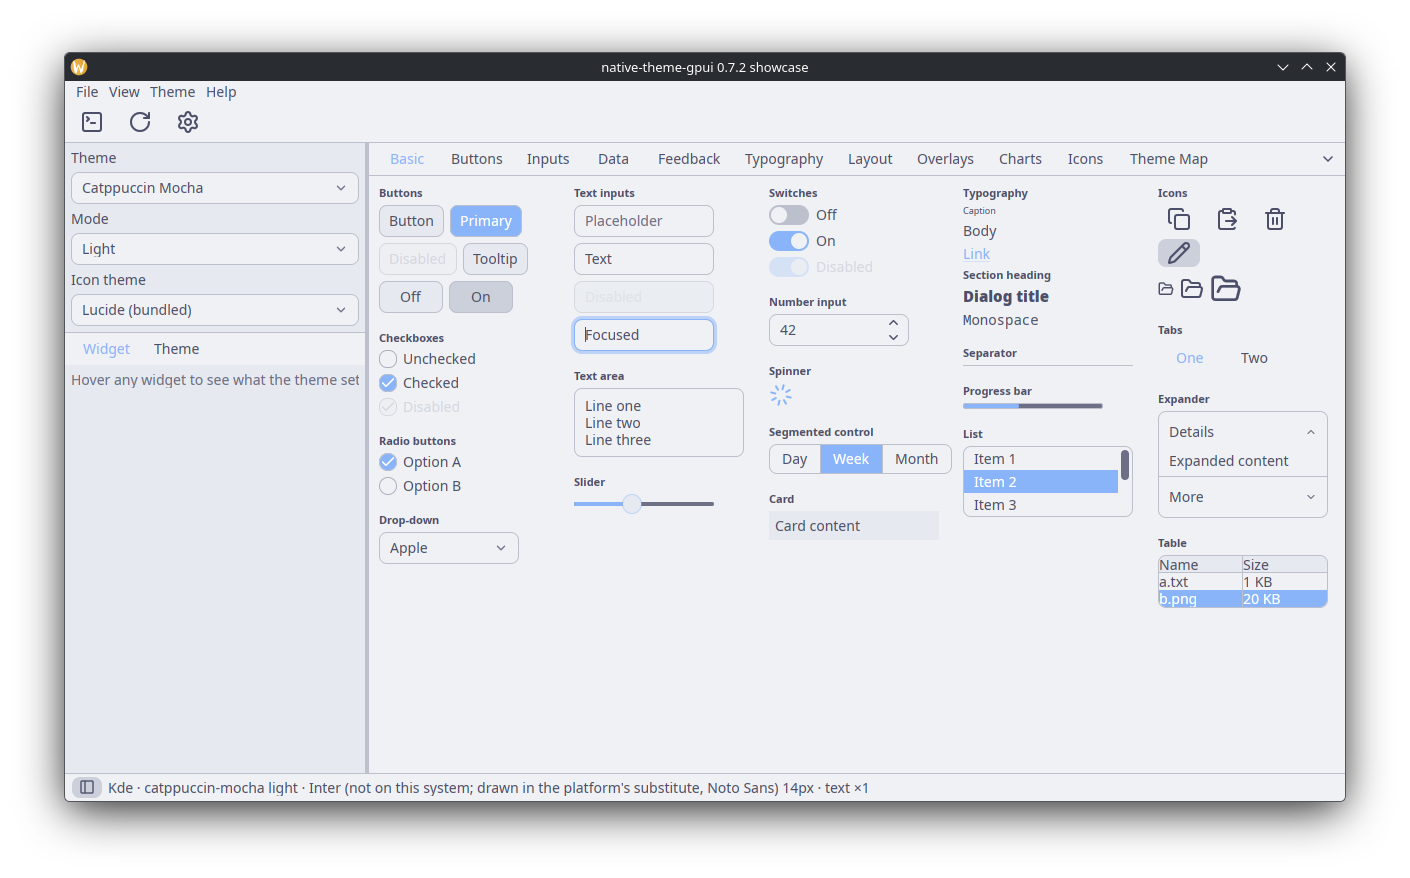 native-theme-gpui 0.7.2 showcase
File View Theme Help
Theme
Catppuccin Mocha
Mode
Light
Icon theme
Lucide (bundled)
Widget Theme
Hover any widget to see what the theme set
Basic Buttons Inputs Data Feedback Typography Layout Overlays Charts Icons Theme Map
Buttons
Button Primary
Disabled Tooltip
Off On
Checkboxes
Unchecked
Checked
Disabled
Radio buttons
Option A
Option B
Drop-down
Apple
Text inputs
Placeholder
Text
Disabled
Focused
Text area
Line one
Line two
Line three
Slider
Switches
Off
On
Disabled
Number input
42
Spinner
Segmented control
Day Week Month
Card
Card content
Typography
Caption
Body
Link
Section heading
Dialog title
Monospace
Separator
Progress bar
List
Item 1
Item 2
Item 3
Icons
Tabs
One Two
Expander
Details
Expanded content
More
Table
Name Size
a.txt 1 KB
b.png 20 KB
Kde · catppuccin-mocha light · Inter (not on this system; drawn in the platform's substitute, Noto Sans) 14px · text ×1